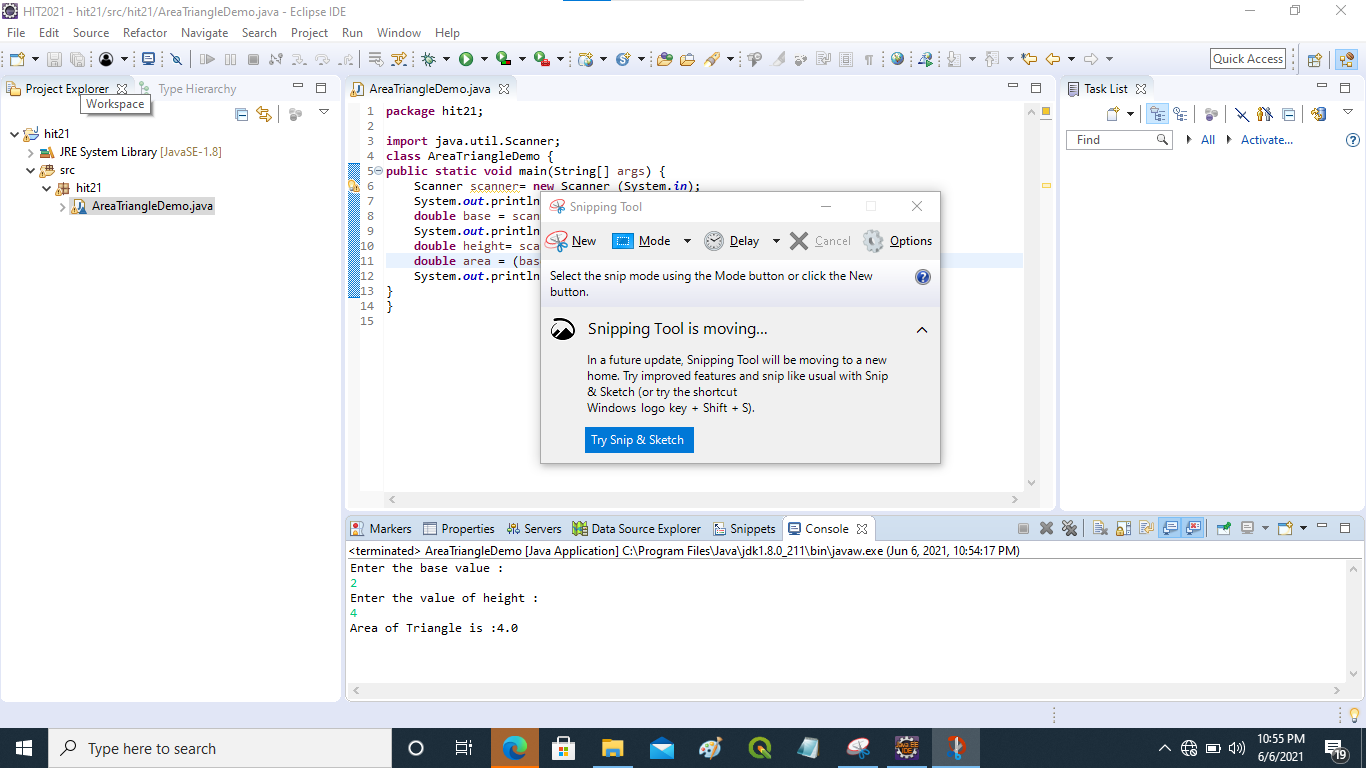 HIT2021 - hit21/src/hit21/AreaTriangleDemo.java - Eclipse IDE
File Edit Source Refactor Navigate Search Project Run Window Help
Quick Access
Project Explorer Type Hierarchy
Workspace
hit21
JRE System Library [JavaSE-1.8]
src
hit21
AreaTriangleDemo.java
AreaTriangleDemo.java
1 package hit21;
2
3 import java.util.Scanner;
4 class AreaTriangleDemo {
5 public static void main(String[] args) {
6 Scanner scanner= new Scanner (System.in);
7 System.out.println
8 double base = scan
9 System.out.println
10 double height= sca
11 double area = (bas
12 System.out.println
13 }
14 }
15
Snipping Tool
New Mode Delay Cancel Options
Select the snip mode using the Mode button or click the New
button.
Snipping Tool is moving...
In a future update, Snipping Tool will be moving to a new
home. Try improved features and snip like usual with Snip
& Sketch (or try the shortcut
Windows logo key + Shift + S).
Try Snip & Sketch
Task List
Find All Activate...
Markers Properties Servers Data Source Explorer Snippets Console
<terminated> AreaTriangleDemo [Java Application] C:\Program Files\Java\jdk1.8.0_211\bin\javaw.exe (Jun 6, 2021, 10:54:17 PM)
Enter the base value :
2
Enter the value of height :
4
Area of Triangle is :4.0
Type here to search
10:55 PM
6/6/2021
19